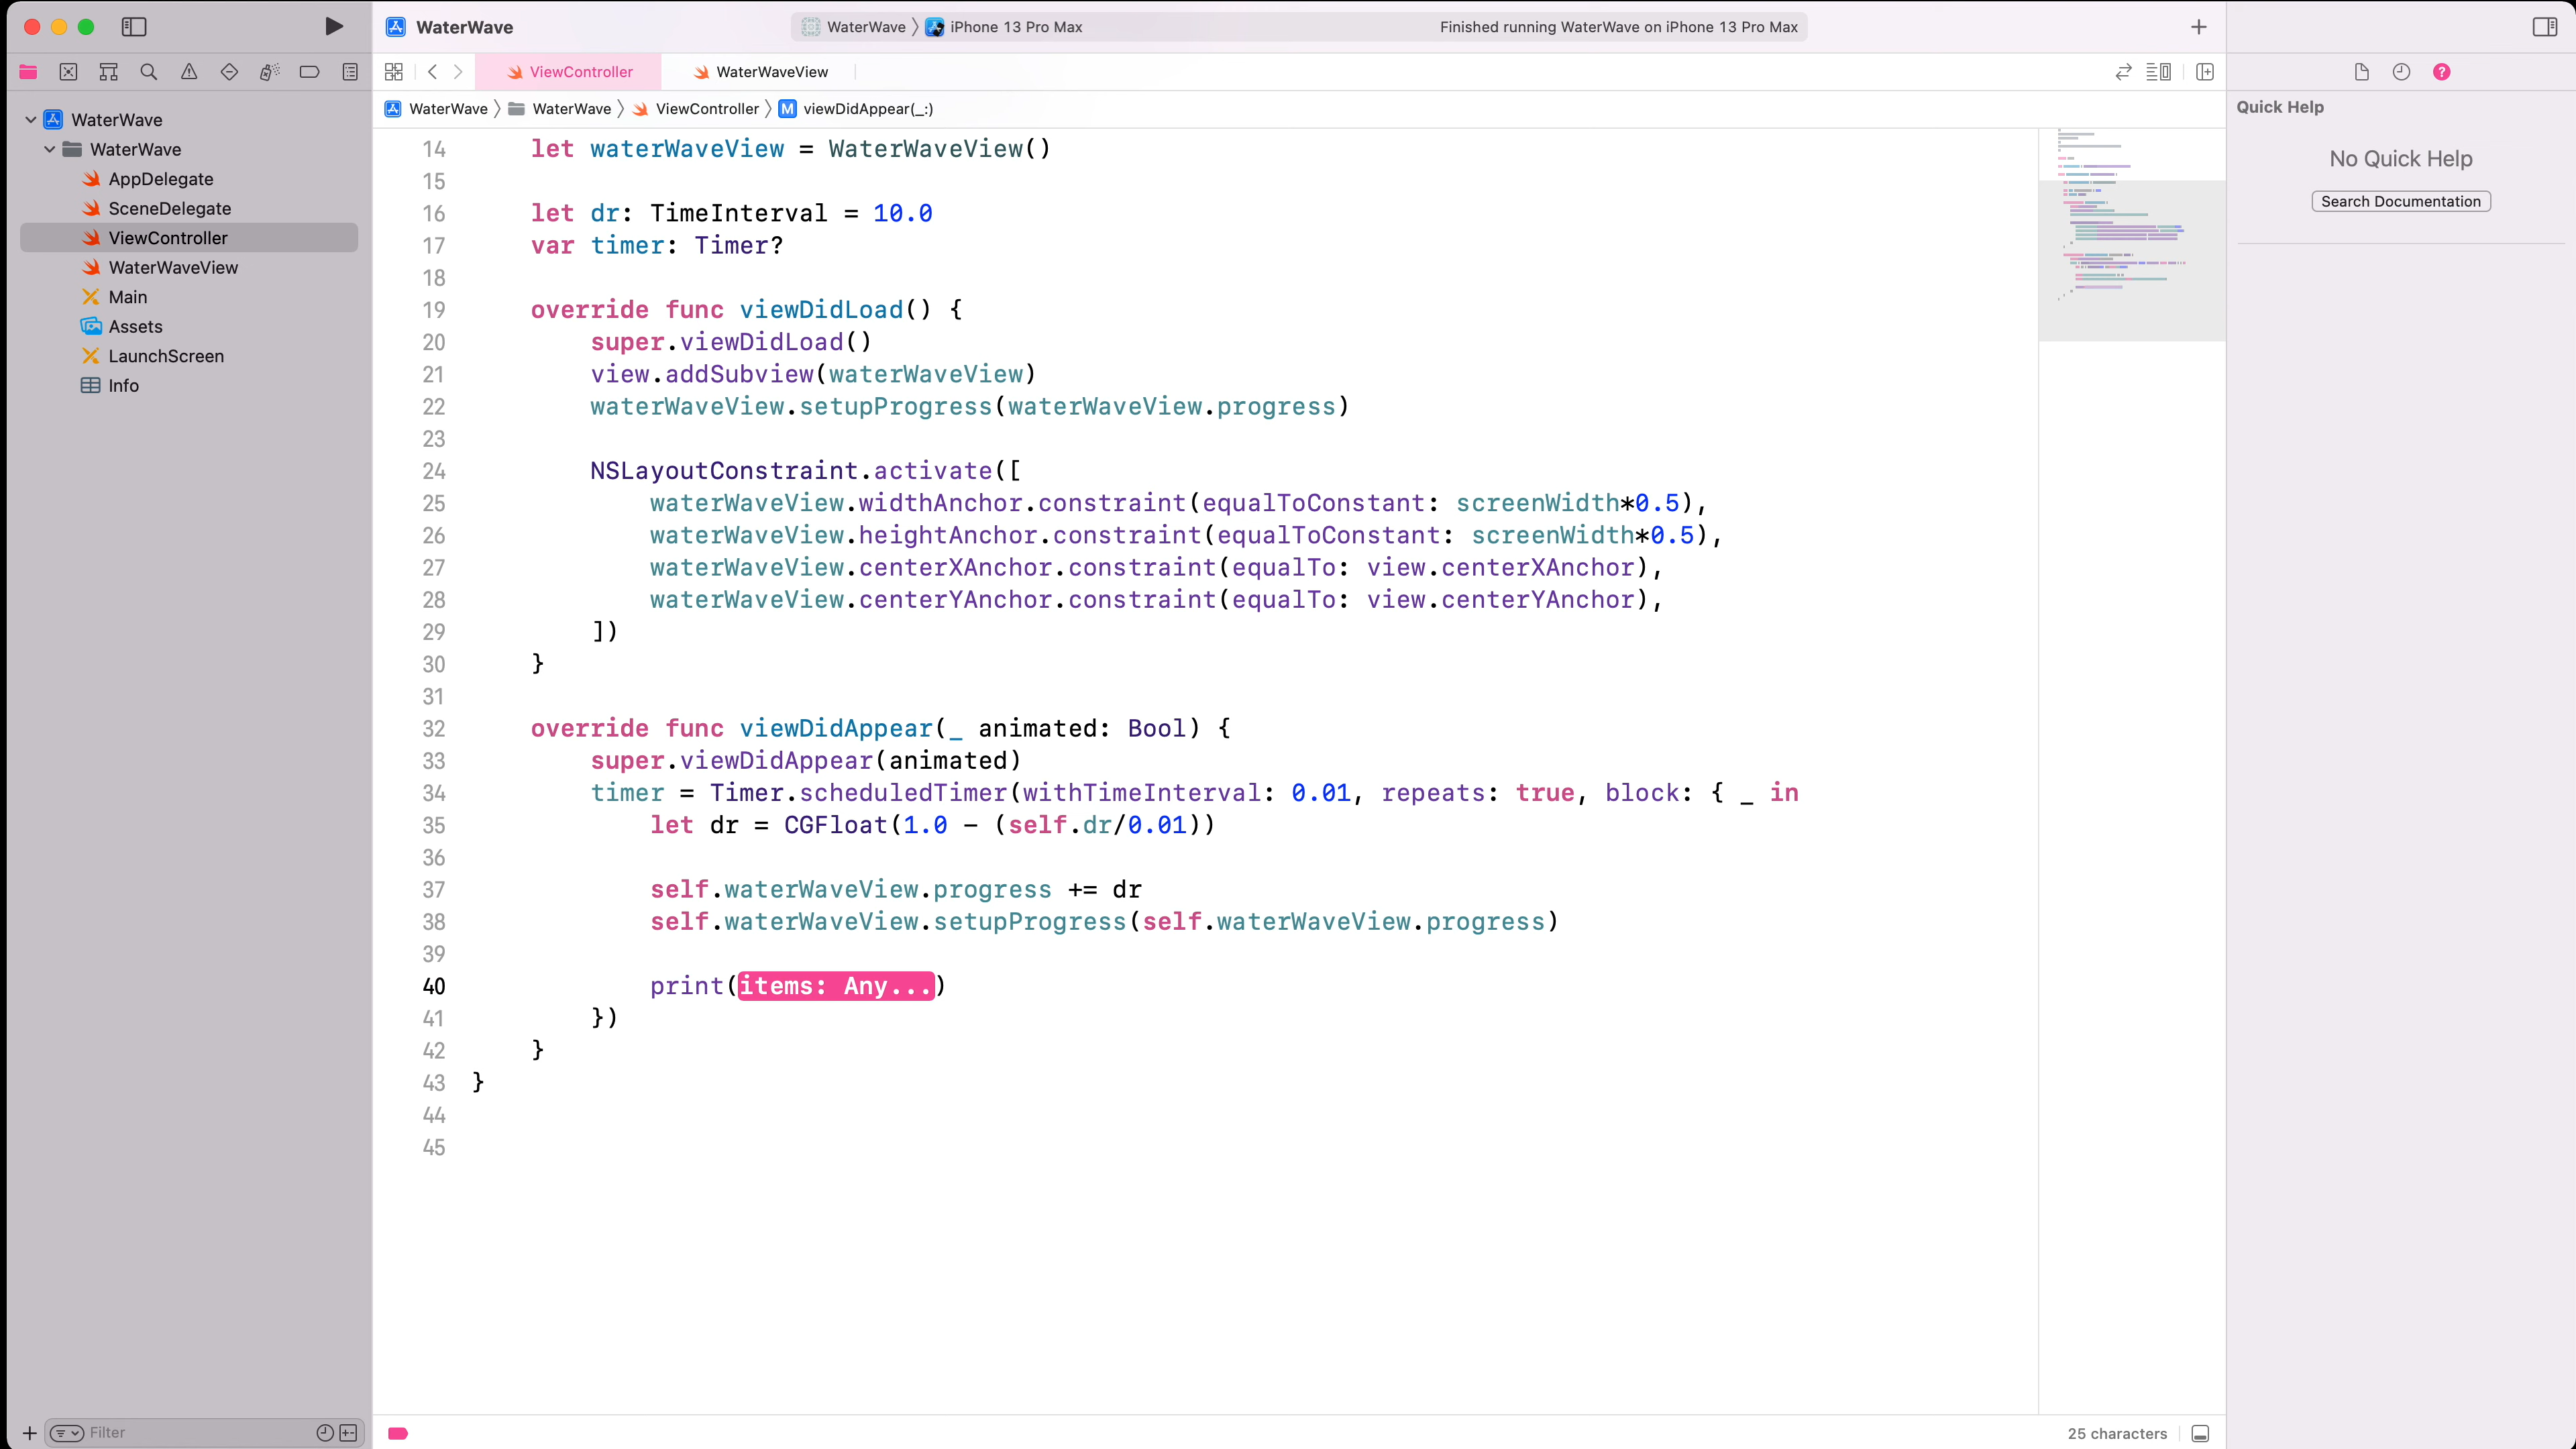 WaterWave
WaterWave
iPhone 13 Pro Max
Finished running WaterWave on iPhone 13 Pro Max
ViewController
WaterWaveView
WaterWave
WaterWave
ViewController
M viewDidAppear(_:)
WaterWave
WaterWave
AppDelegate
SceneDelegate
ViewController
WaterWaveView
Main
Assets
LaunchScreen
Info
Filter
14 let waterWaveView = WaterWaveView()
15
16 let dr: TimeInterval = 10.0
17 var timer: Timer?
18
19 override func viewDidLoad() {
20 super.viewDidLoad()
21 view.addSubview(waterWaveView)
22 waterWaveView.setupProgress(waterWaveView.progress)
23
24 NSLayoutConstraint.activate([
25 waterWaveView.widthAnchor.constraint(equalToConstant: screenWidth*0.5),
26 waterWaveView.heightAnchor.constraint(equalToConstant: screenWidth*0.5),
27 waterWaveView.centerXAnchor.constraint(equalTo: view.centerXAnchor),
28 waterWaveView.centerYAnchor.constraint(equalTo: view.centerYAnchor),
29 ])
30 }
31
32 override func viewDidAppear(_ animated: Bool) {
33 super.viewDidAppear(animated)
34 timer = Timer.scheduledTimer(withTimeInterval: 0.01, repeats: true, block: { _ in
35 let dr = CGFloat(1.0 - (self.dr/0.01))
36
37 self.waterWaveView.progress += dr
38 self.waterWaveView.setupProgress(self.waterWaveView.progress)
39
40 print(items: Any...)
41 })
42 }
43 }
44
45
Quick Help
No Quick Help
Search Documentation
25 characters